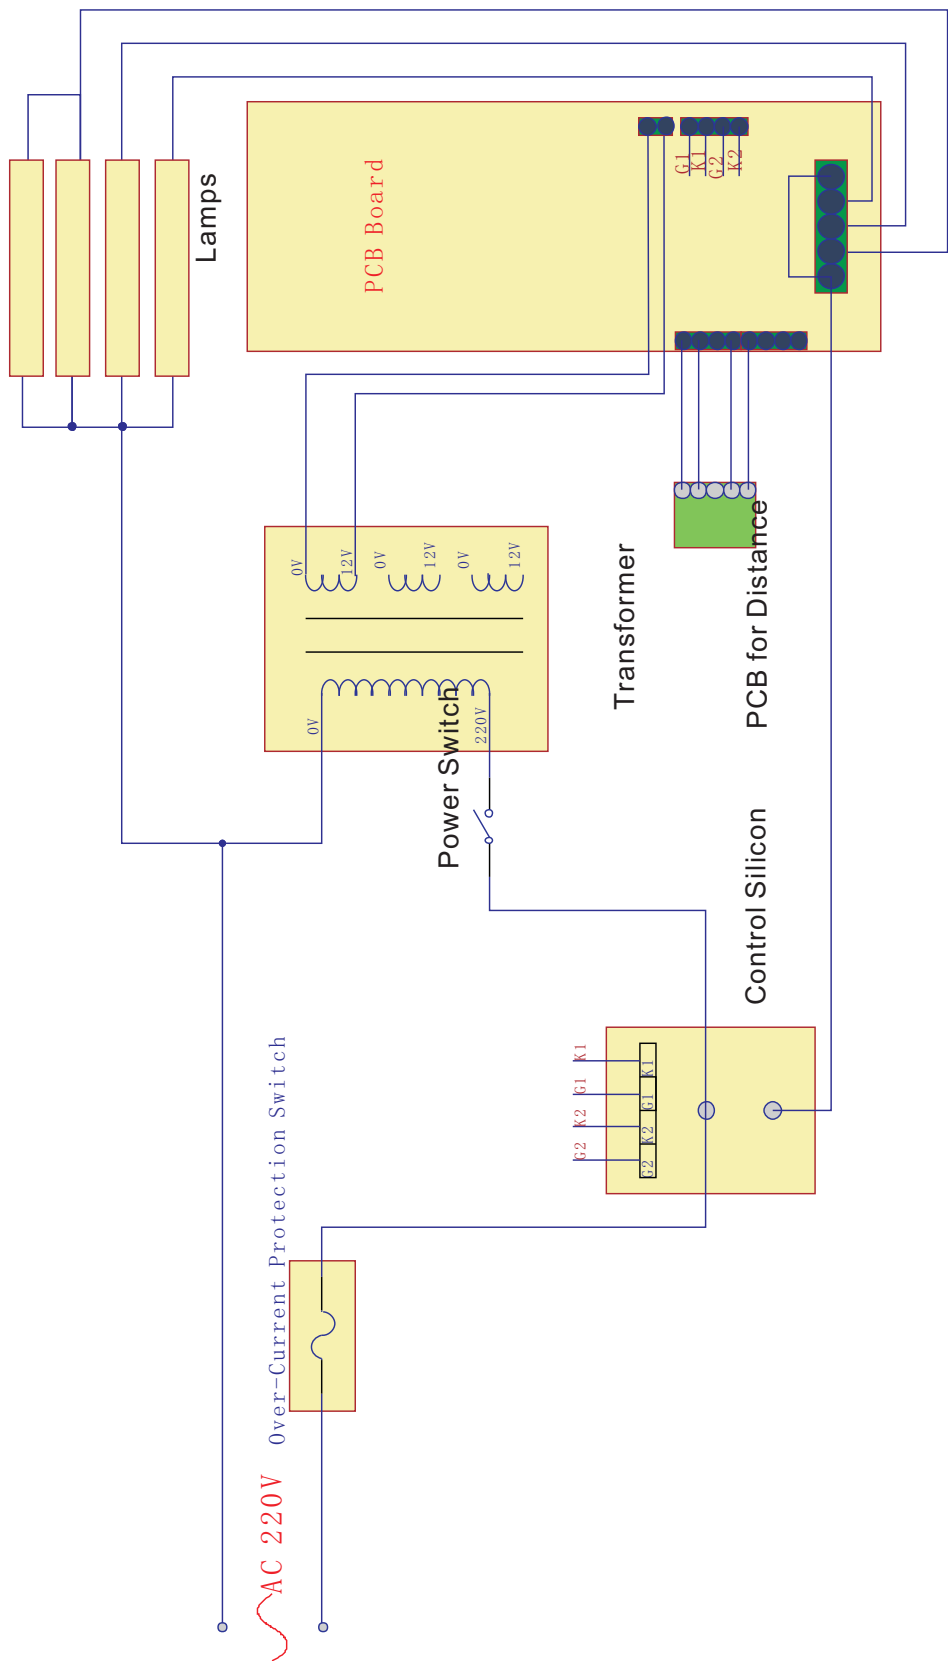 Lamps
PCB Board
G1
K1
G2
K2
0V
12V
0V
12V
0V
12V
0V
220V
Transformer
PCB for Distance
Power Switch
Control Silicon
K1
G1
K2
G2
K1
G1
K2
G2
Over-Current Protection Switch
AC 220V